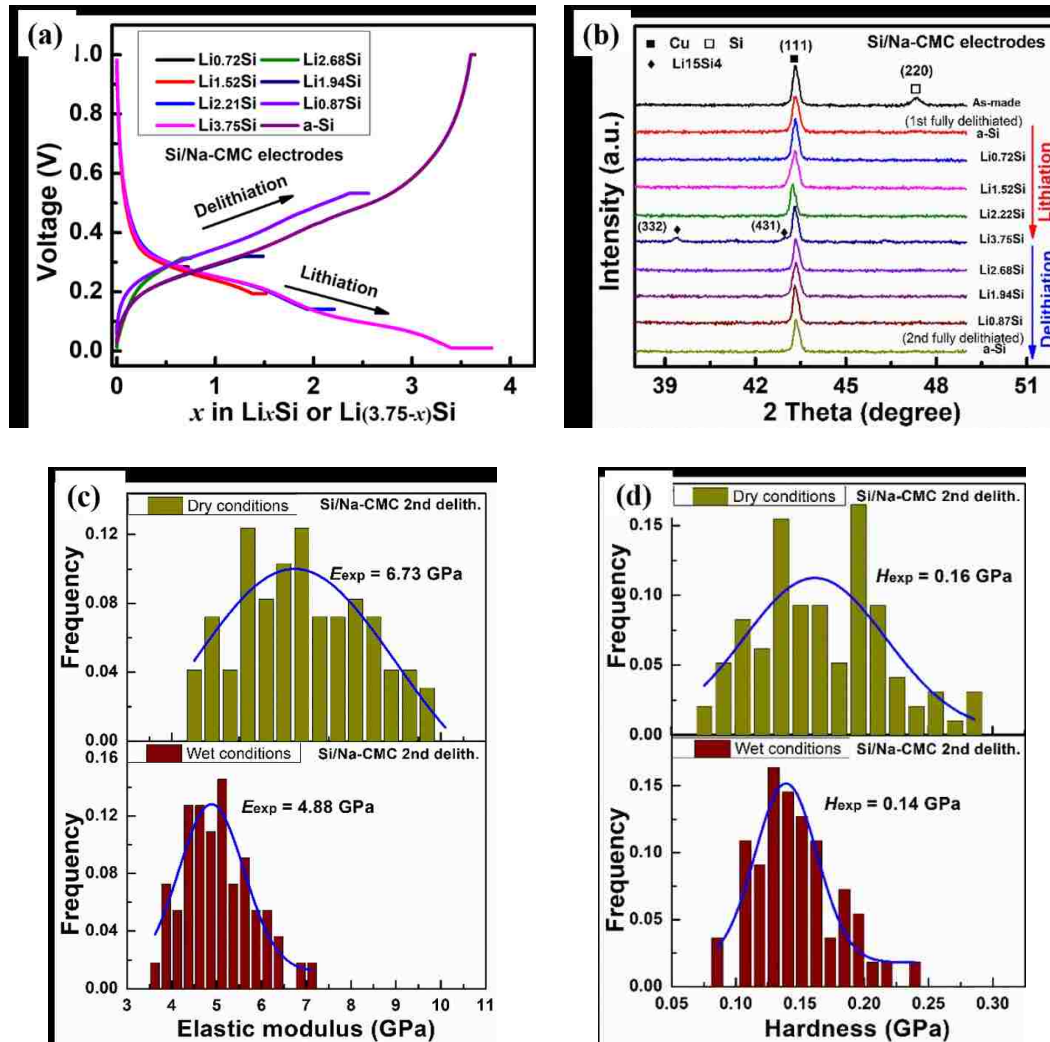 (a)
Li0.72Si Li2.68Si
Li1.52Si Li1.94Si
Li2.21Si Li0.87Si
Li3.75Si a-Si
Si/Na-CMC electrodes
Delithiation
Lithiation
Voltage (V)
1.0
0.8
0.6
0.4
0.2
0.0
0 1 2 3 4
x in LixSi or Li(3.75-x)Si
(b)
Cu Si
Li15Si4
(111)
Si/Na-CMC electrodes
(220)
As-made
(1st fully delithiated)
a-Si
Li0.72Si
Li1.52Si
Li2.22Si
(332) (431)
Li3.75Si
Li2.68Si
Li1.94Si
Li0.87Si
(2nd fully delithiated)
a-Si
Lithiation
Delithiation
Intensity (a.u.)
39 42 45 48 51
2 Theta (degree)
(c)
Dry conditions Si/Na-CMC 2nd delith.
Eexp = 6.73 GPa
Frequency
0.12
0.08
0.04
0.00
Wet conditions Si/Na-CMC 2nd delith.
Eexp = 4.88 GPa
Frequency
0.16
0.12
0.08
0.04
0.00
3 4 5 6 7 8 9 10 11
Elastic modulus (GPa)
(d)
Dry conditions Si/Na-CMC 2nd delith.
Hexp = 0.16 GPa
Frequency
0.15
0.10
0.05
0.00
Wet conditions Si/Na-CMC 2nd delith.
Hexp = 0.14 GPa
Frequency
0.15
0.10
0.05
0.00
0.05 0.10 0.15 0.20 0.25 0.30
Hardness (GPa)